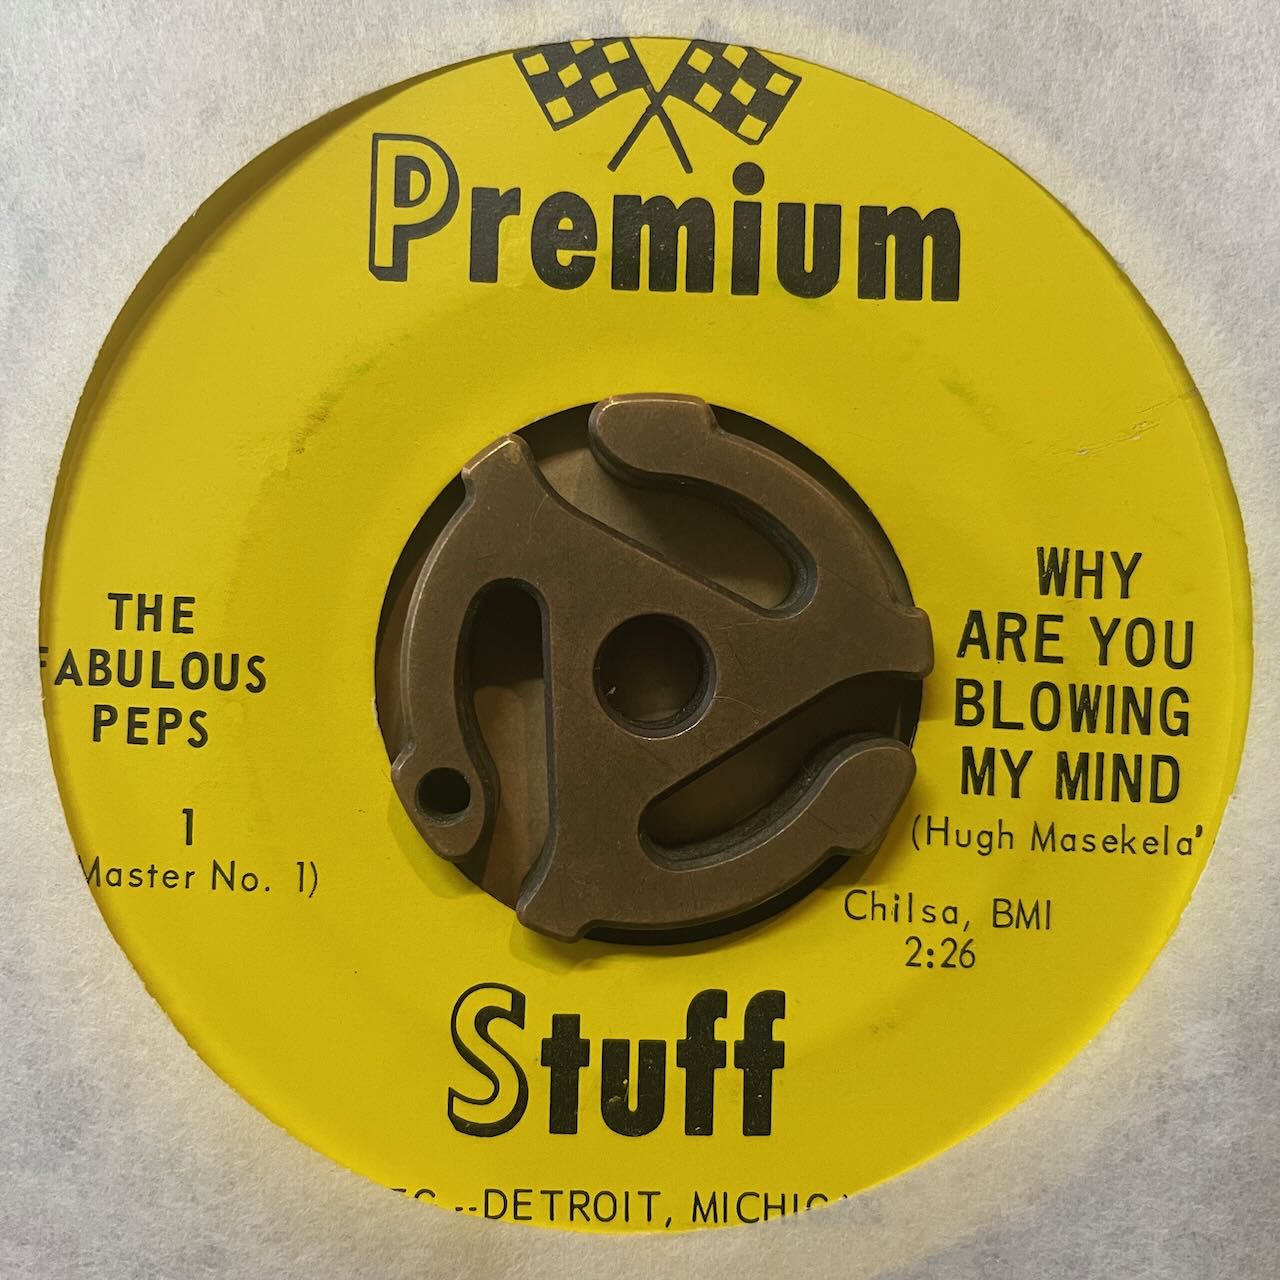 Premium
THE
FABULOUS
PEPS
1
Master No. 1)
WHY
ARE YOU
BLOWING
MY MIND
(Hugh Masekela
Chilsa, BMI
2:26
Stuff
DETROIT, MICHIG